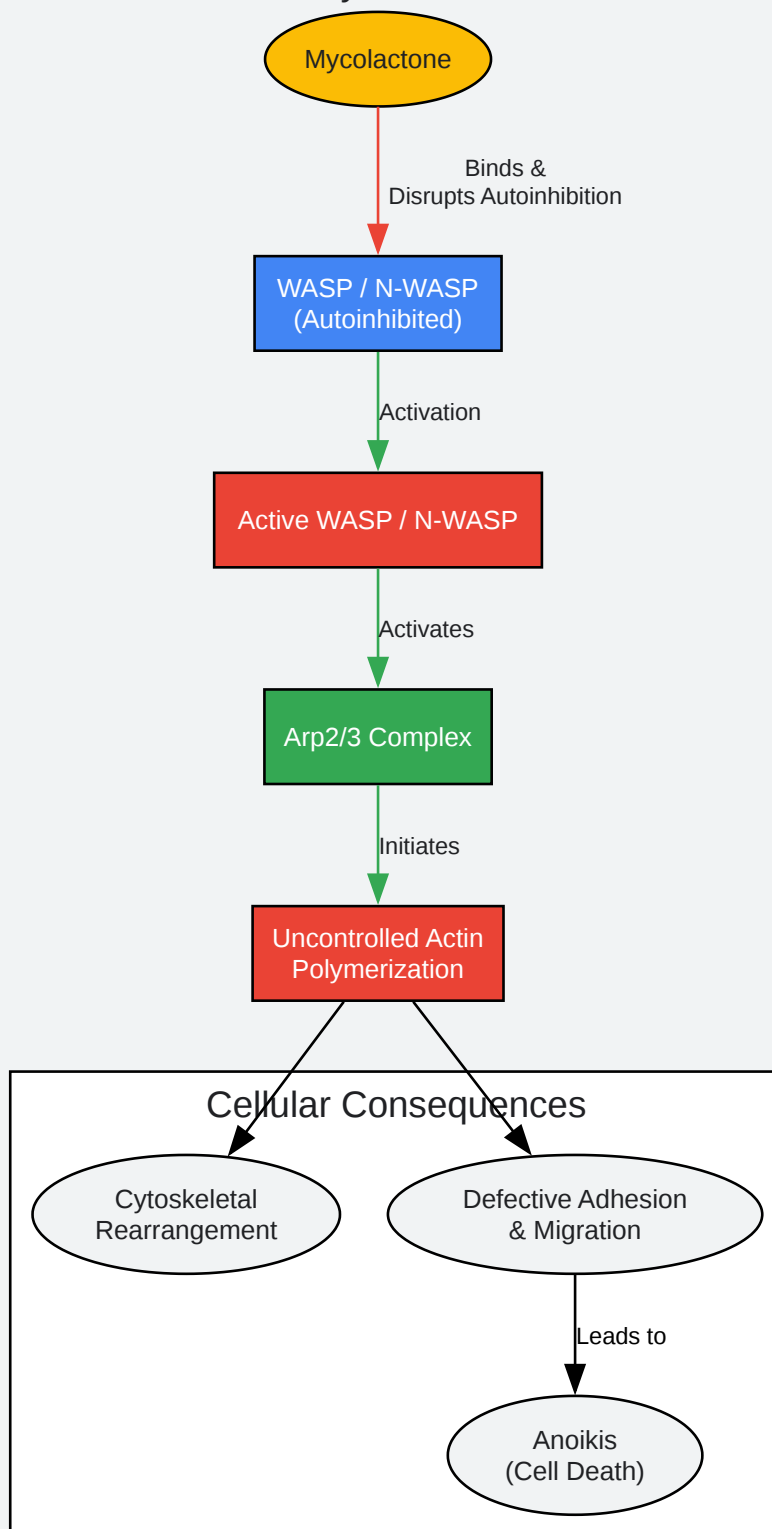 Mycolactone
Binds &
Disrupts Autoinhibition
WASP / N-WASP
(Autoinhibited)
Activation
Active WASP / N-WASP
Activates
Arp2/3 Complex
Initiates
Uncontrolled Actin
Polymerization
Cellular Consequences
Cytoskeletal
Rearrangement
Defective Adhesion
& Migration
Leads to
Anoikis
(Cell Death)